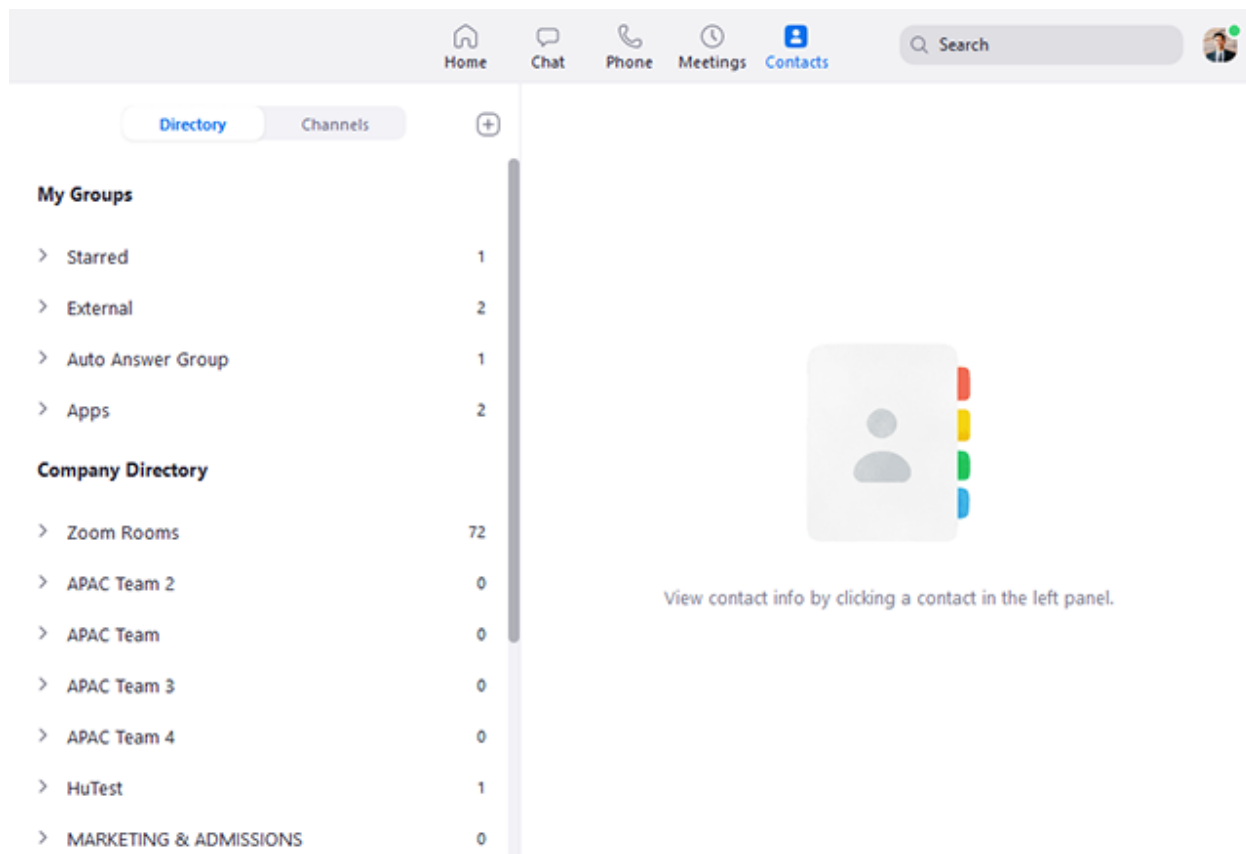 Home Chat Phone Meetings Contacts Search
Directory Channels
My Groups
Starred 1
External 2
Auto Answer Group 1
Apps 2
Company Directory
Zoom Rooms 72
APAC Team 2 0
APAC Team 0
APAC Team 3 0
APAC Team 4 0
HuTest 1
MARKETING & ADMISSIONS 0
View contact info by clicking a contact in the left panel.